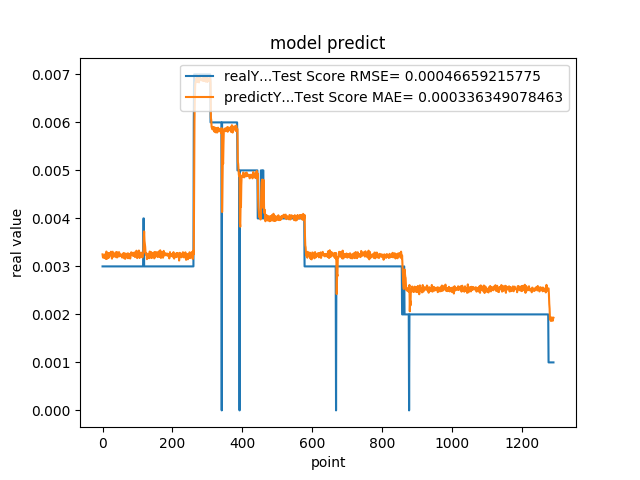 model predict
realY...Test Score RMSE= 0.00046659215775
predictY...Test Score MAE= 0.000336349078463
0.007
0.006
0.005
0.004
0.003
0.002
0.001
0.000
real value
0 200 400 600 800 1000 1200
point